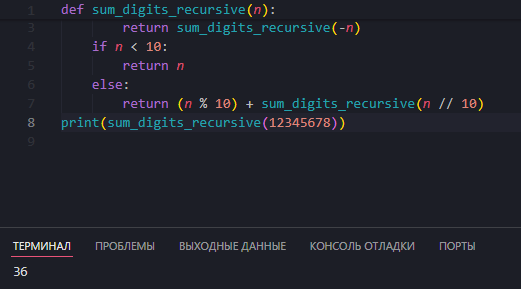 1 def sum_digits_recursive(n):
3         return sum_digits_recursive(-n)
4     if n < 10:
5         return n
6     else:
7         return (n % 10) + sum_digits_recursive(n // 10)
8 print(sum_digits_recursive(12345678))
9
ТЕРМИНАЛ ПРОБЛЕМЫ ВЫХОДНЫЕ ДАННЫЕ КОНСОЛЬ ОТЛАДКИ ПОРТЫ
36